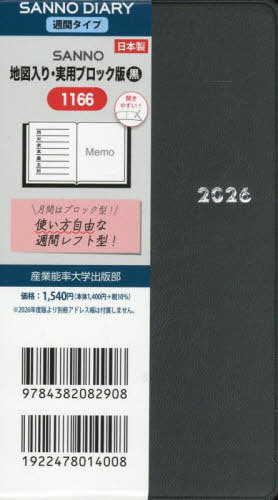 SANNO DIARY
週間タイプ
日本製
SANNO
地図入り・実用ブロック版 黒
1166
開き
やすい!
月
火
水
木
金
土
日
Memo
2026
月間はブロック型!
使い方自由な
週間レフト型!
産業能率大学出版部
価格:1,540円(本体1,400円+税10%)
※2026年度版より別冊アドレス帳は付属しません。
9784382082908
1922478014008